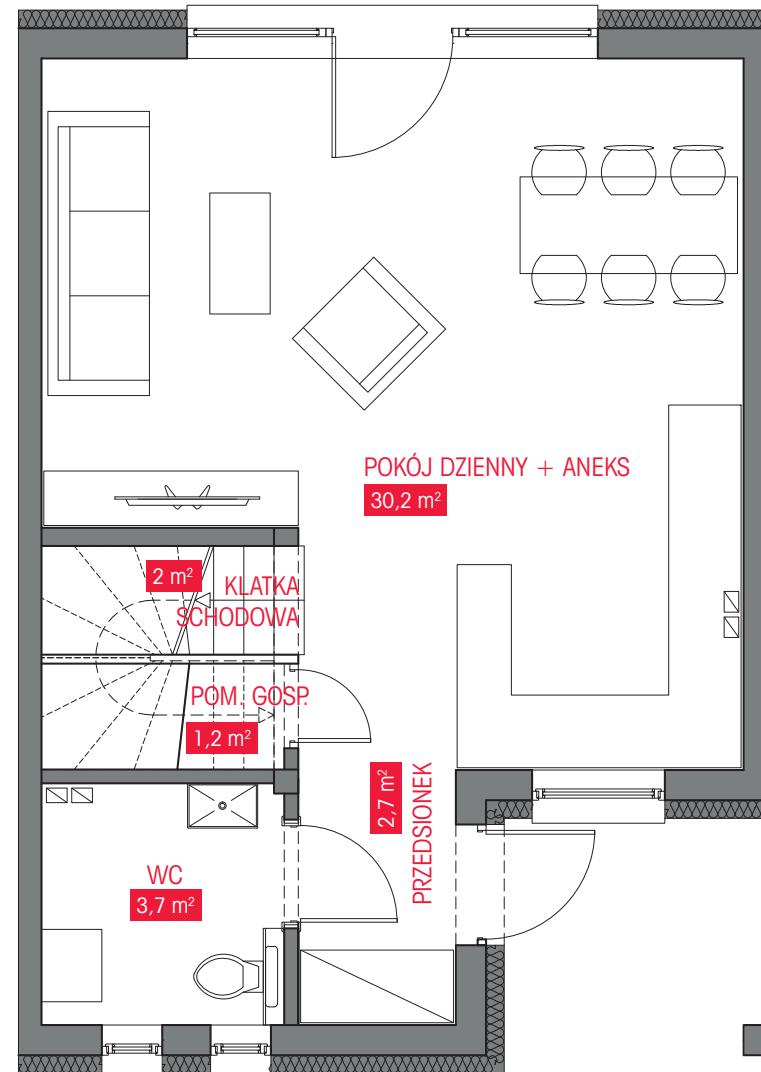 POKÓJ DZIENNY + ANEKS
30,2 m²
2 m²
KLATKA
SCHODOWA
POM. GOSP.
1,2 m²
2,7 m²
PRZEDSIONEK
WC
3,7 m²